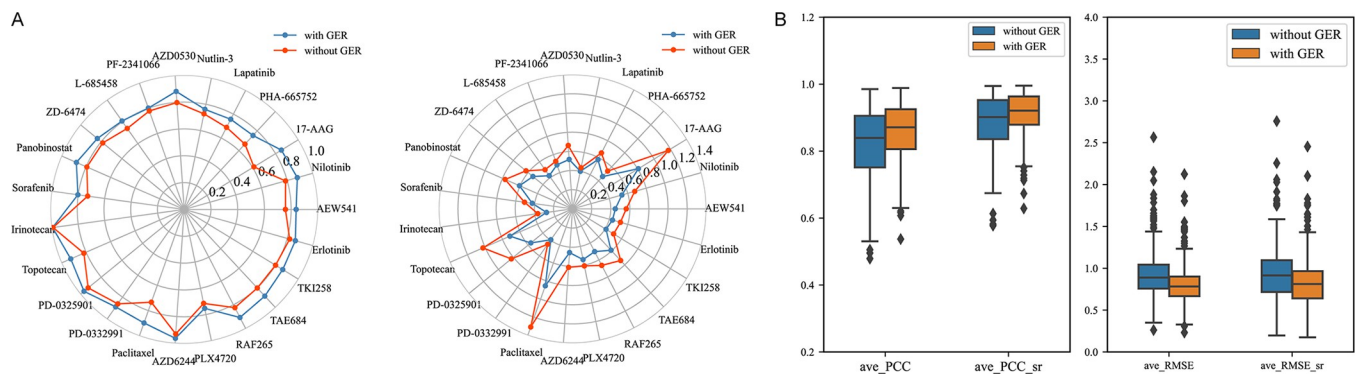 A
with GER
without GER
AZD0530
Nutlin-3
Lapatinib
PHA-665752
17-AAG
Nilotinib
AEW541
Erlotinib
TKI258
TAE684
RAF265
PLX4720
AZD6244
Paclitaxel
PD-0332991
PD-0325901
Topotecan
Irinotecan
Sorafenib
Panobinostat
ZD-6474
L-685458
PF-2341066
0.2
0.4
0.6
0.8
1.0
with GER
without GER
AZD0530
Nutlin-3
Lapatinib
PHA-665752
17-AAG
Nilotinib
AEW541
Erlotinib
TKI258
TAE684
RAF265
PLX4720
AZD6244
Paclitaxel
PD-0332991
PD-0325901
Topotecan
Irinotecan
Sorafenib
Panobinostat
ZD-6474
L-685458
PF-2341066
0.2
0.4
0.6
0.8
1.0
1.2
1.4
B
1.2
1.0
0.8
0.6
0.4
0.2
without GER
with GER
ave_PCC
ave_PCC_sr
4.0
3.5
3.0
2.5
2.0
1.5
1.0
0.5
0.0
without GER
with GER
ave_RMSE
ave_RMSE_sr